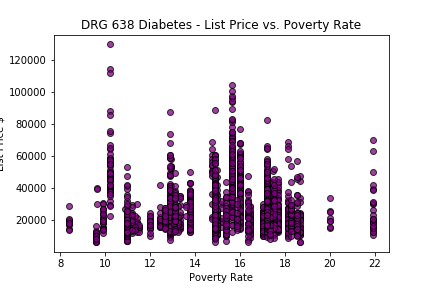 DRG 638 Diabetes - List Price vs. Poverty Rate
List Price $
120000
100000
80000
60000
40000
20000
8 10 12 14 16 18 20 22
Poverty Rate